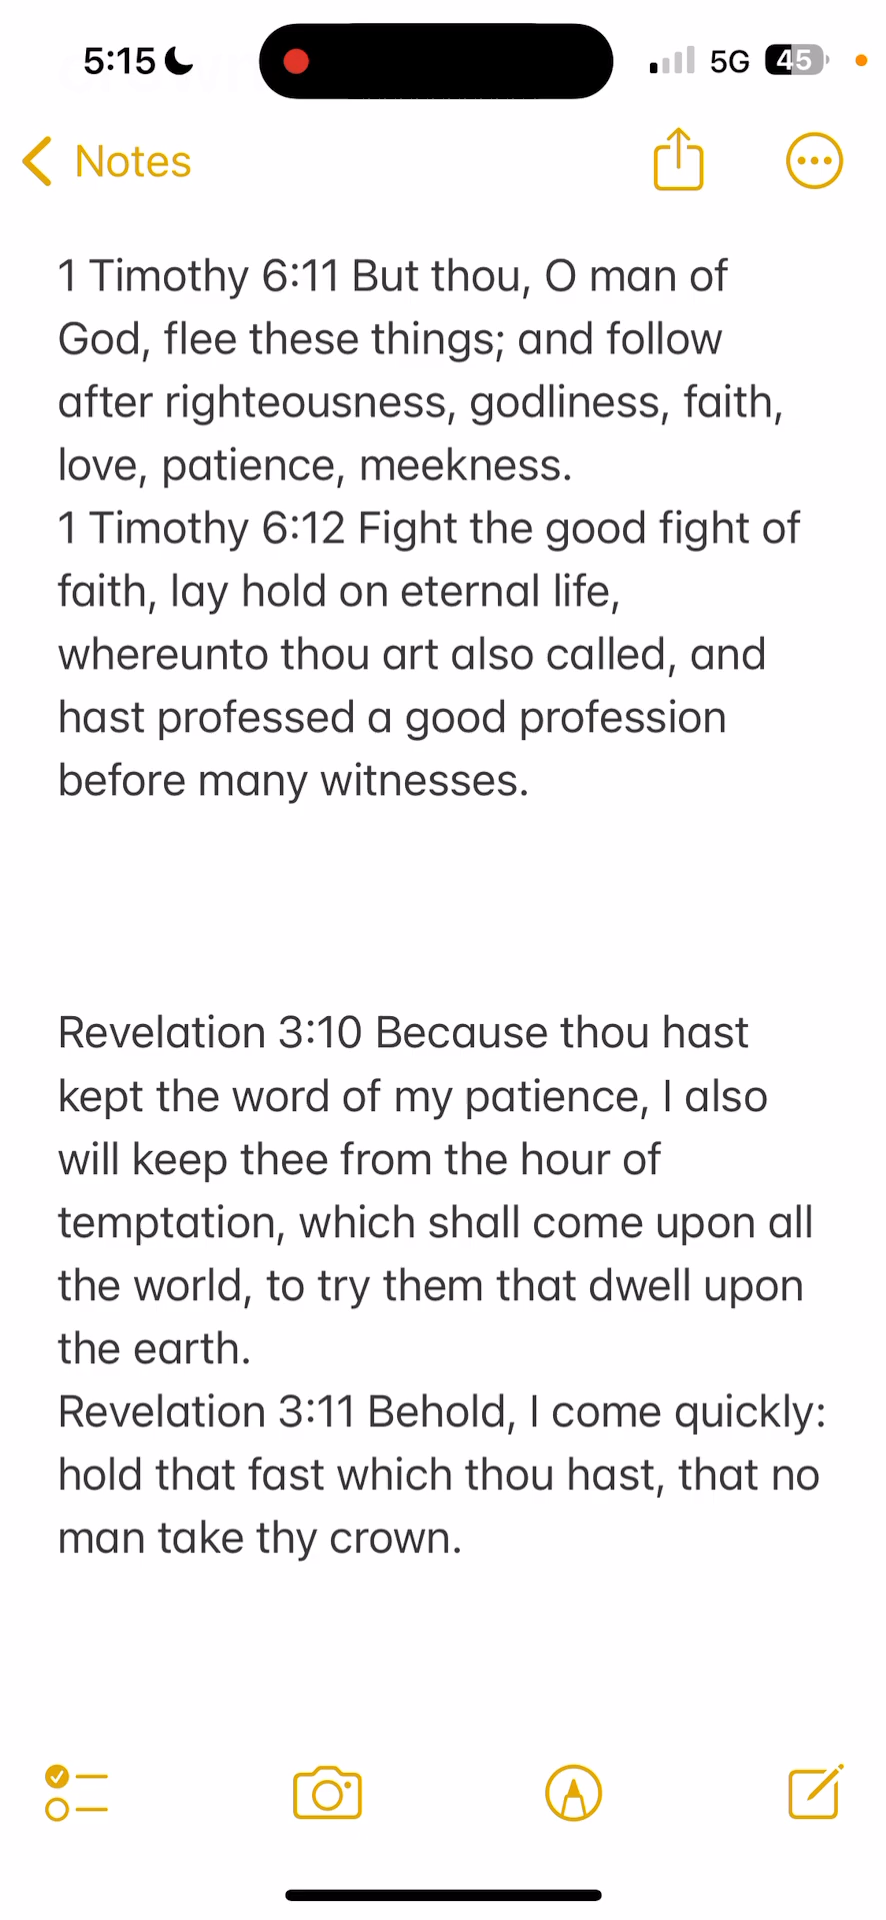 5:15
5G
45
Notes
1 Timothy 6:11 But thou, O man of
God, flee these things; and follow
after righteousness, godliness, faith,
love, patience, meekness.
1 Timothy 6:12 Fight the good fight of
faith, lay hold on eternal life,
whereunto thou art also called, and
hast professed a good profession
before many witnesses.
Revelation 3:10 Because thou hast
kept the word of my patience, I also
will keep thee from the hour of
temptation, which shall come upon all
the world, to try them that dwell upon
the earth.
Revelation 3:11 Behold, I come quickly:
hold that fast which thou hast, that no
man take thy crown.